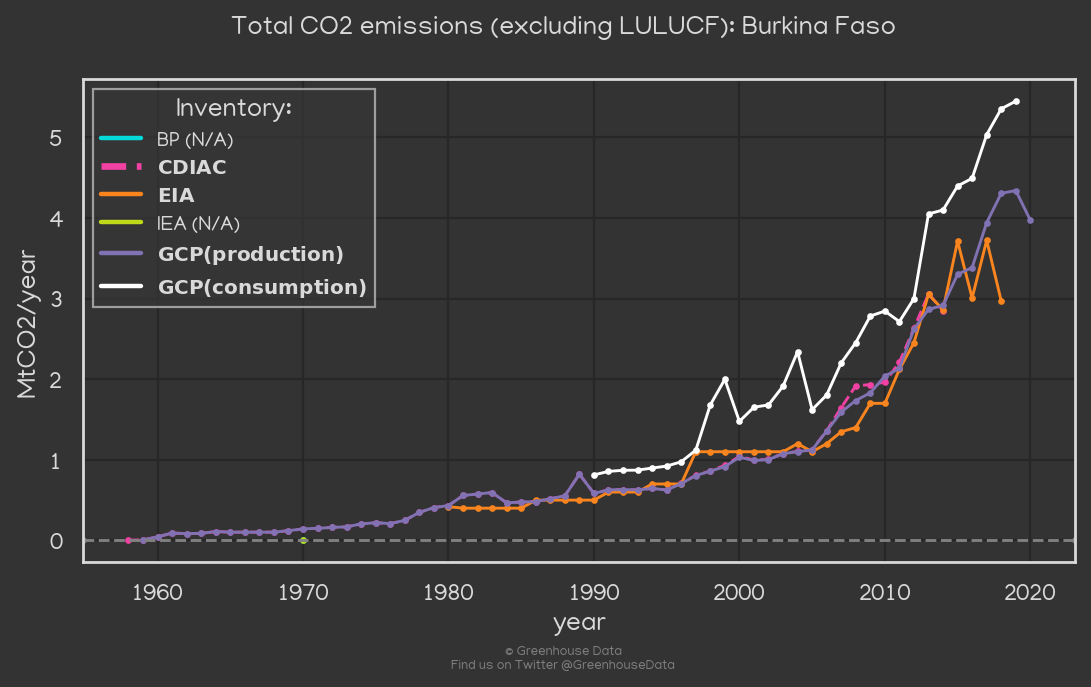 Total CO2 emissions (excluding LULUCF): Burkina Faso
Inventory:
BP (N/A)
CDIAC
EIA
IEA (N/A)
GCP(production)
GCP(consumption)
MtCO2/year
5
4
3
2
1
0
1960 1970 1980 1990 2000 2010 2020
year
© Greenhouse Data
Find us on Twitter @GreenhouseData